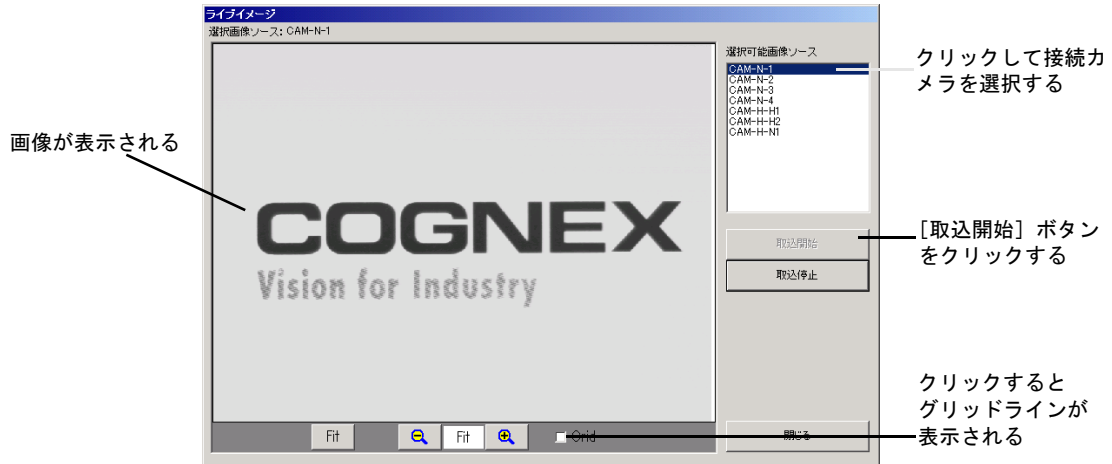 ライブイメージ
選択画像ソース: CAM-N-1
選択可能画像ソース
CAM-N-1
CAM-N-2
CAM-N-3
CAM-N-4
CAM-H-H1
CAM-H-H2
CAM-H-N1
クリックして接続カ
メラを選択する
画像が表示される
COGNEX
Vision for Industry
取込開始
[取込開始] ボタン
をクリックする
取込停止
クリックすると
グリッドラインが
表示される
Fit
Fit
Grid
閉じる